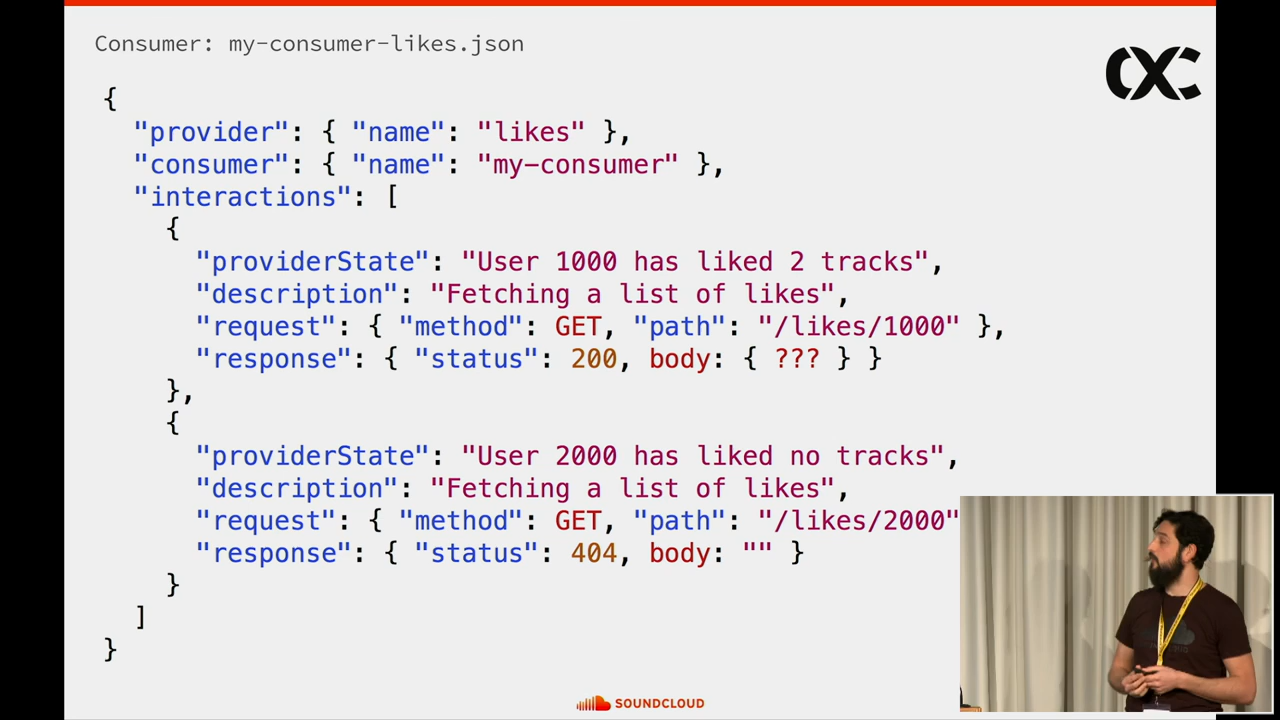 Consumer: my-consumer-likes.json
{
"provider": { "name": "likes" },
"consumer": { "name": "my-consumer" },
"interactions": [
{
"providerState": "User 1000 has liked 2 tracks",
"description": "Fetching a list of likes",
"request": { "method": GET, "path": "/likes/1000" },
"response": { "status": 200, body: { ??? } }
},
{
"providerState": "User 2000 has liked no tracks",
"description": "Fetching a list of likes",
"request": { "method": GET, "path": "/likes/2000"
"response": { "status": 404, body: "" }
}
]
}
SOUNDCLOUD